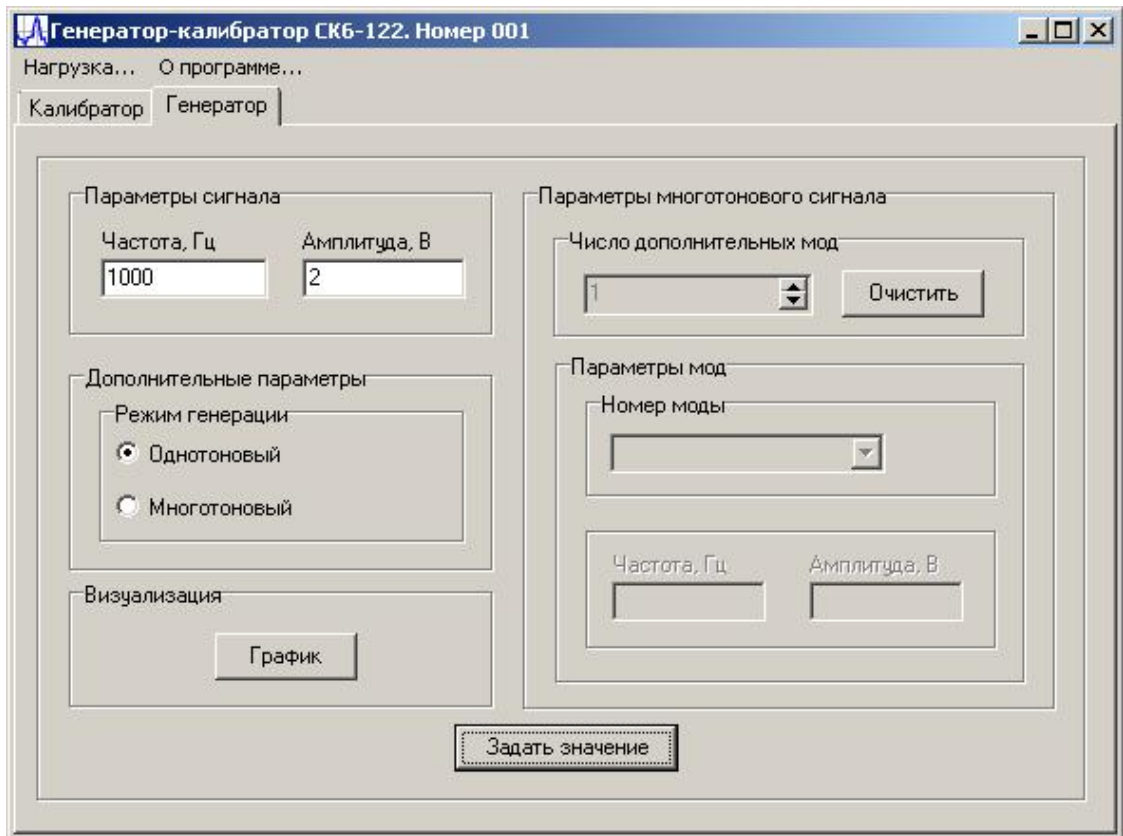 Генератор-калибратор СК6-122. Номер 001
Нагрузка... О программе...
Калибратор Генератор
Параметры сигнала
Частота, Гц Амплитуда, В
1000 2
Дополнительные параметры
Режим генерации
Однотоновый
Многотоновый
Визуализация
График
Параметры многотонового сигнала
Число дополнительных мод
1 Очистить
Параметры мод
Номер моды
Частота, Гц Амплитуда, В
Задать значение